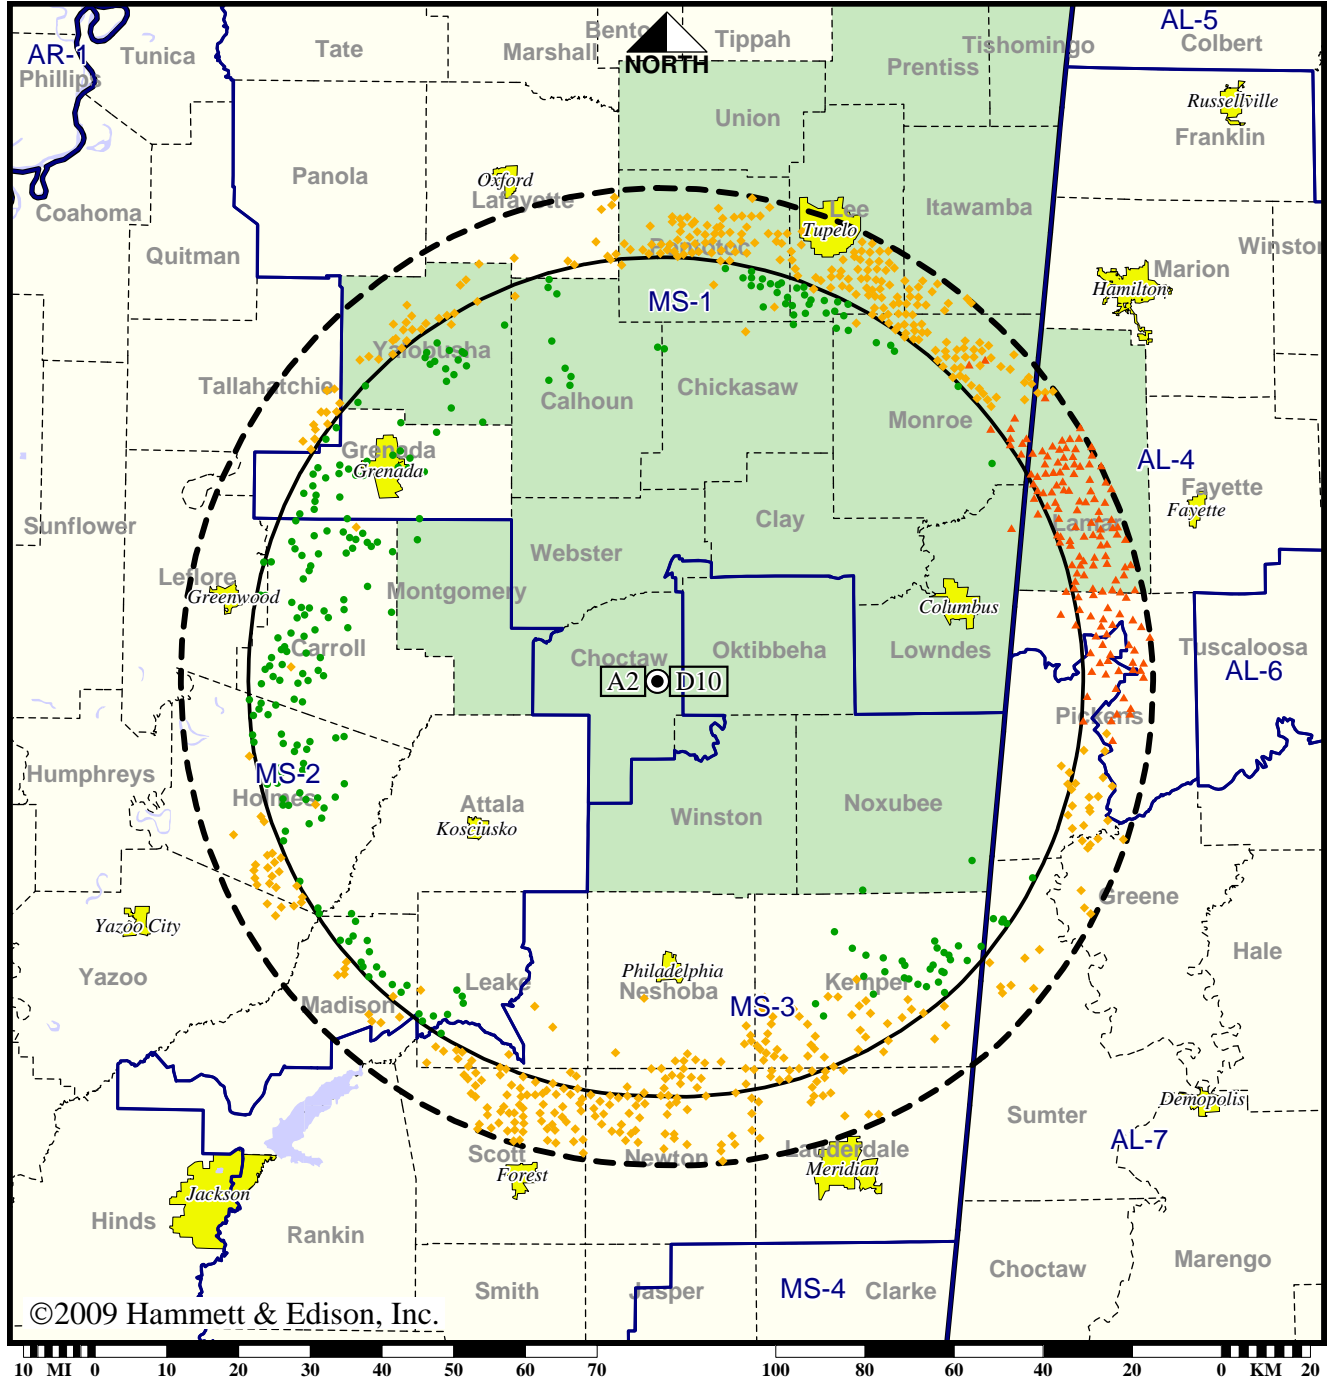 AL-5
Benton
Tippah
Tate
Tunica
Marshall
Tishomingo
Colbert
AR-1
Phillips
NORTH
Prentiss
Russellville
Union
Franklin
Panola
Oxford
Lafayette
Coahoma
Lee
Itawamba
Tupelo
Quitman
Pontotoc
Winston
Marion
Hamilton
MS-1
Yalobusha
Tallahatchie
Calhoun
Chickasaw
Monroe
Grenada
Grenada
AL-4
Fayette
Fayette
Sunflower
Clay
Lamar
Webster
Leflore
Greenwood
Montgomery
Columbus
Carroll
Choctaw
Oktibbeha
Lowndes
Tuscaloosa
AL-6
A2
D10
Pickens
Humphreys
MS-2
Holmes
Attala
Kosciusko
Winston
Noxubee
Yazoo City
Greene
Hale
Yazoo
Leake
Philadelphia
Neshoba
Kemper
Madison
MS-3
Demopolis
Sumter
AL-7
Scott
Newton
Lauderdale
Forest
Meridian
Jackson
Hinds
Rankin
Choctaw
Marengo
Smith
Jasper
MS-4
Clarke
©2009 Hammett & Edison, Inc.
10 MI 0 10 20 30 40 50 60 70 100 80 60 40 20 0 KM 20